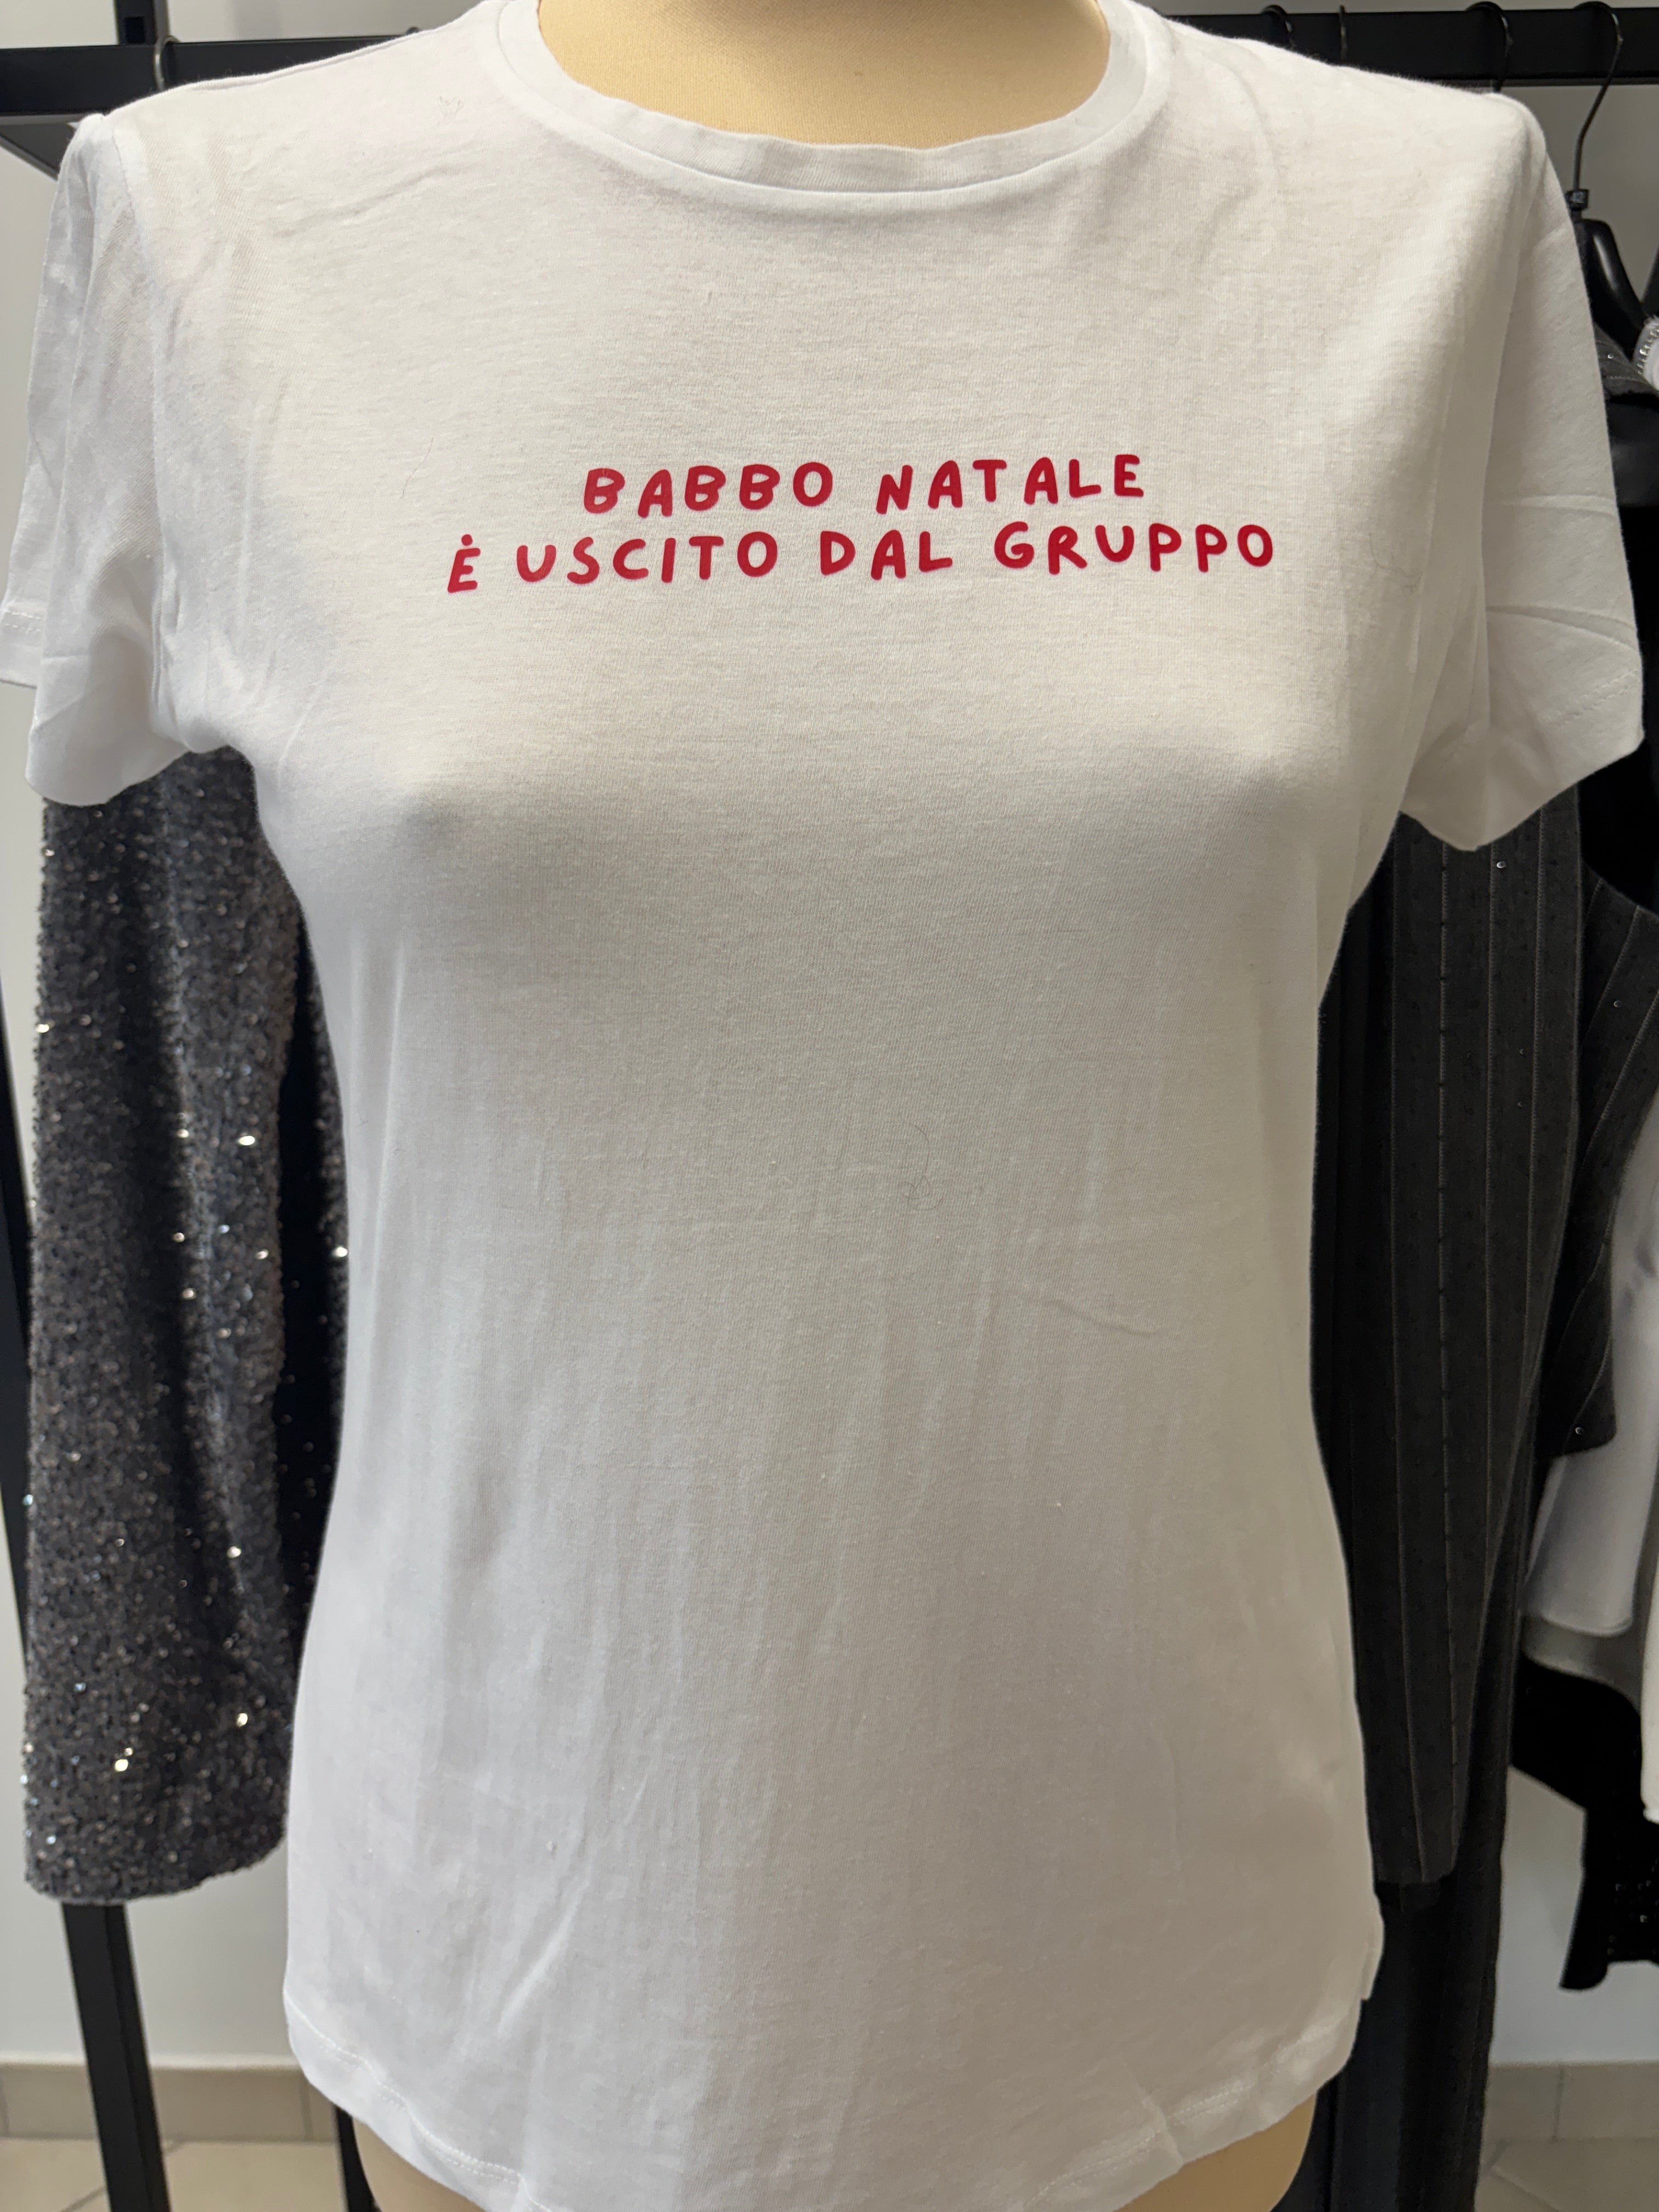 BABBO NATALE
È USCITO DAL GRUPPO